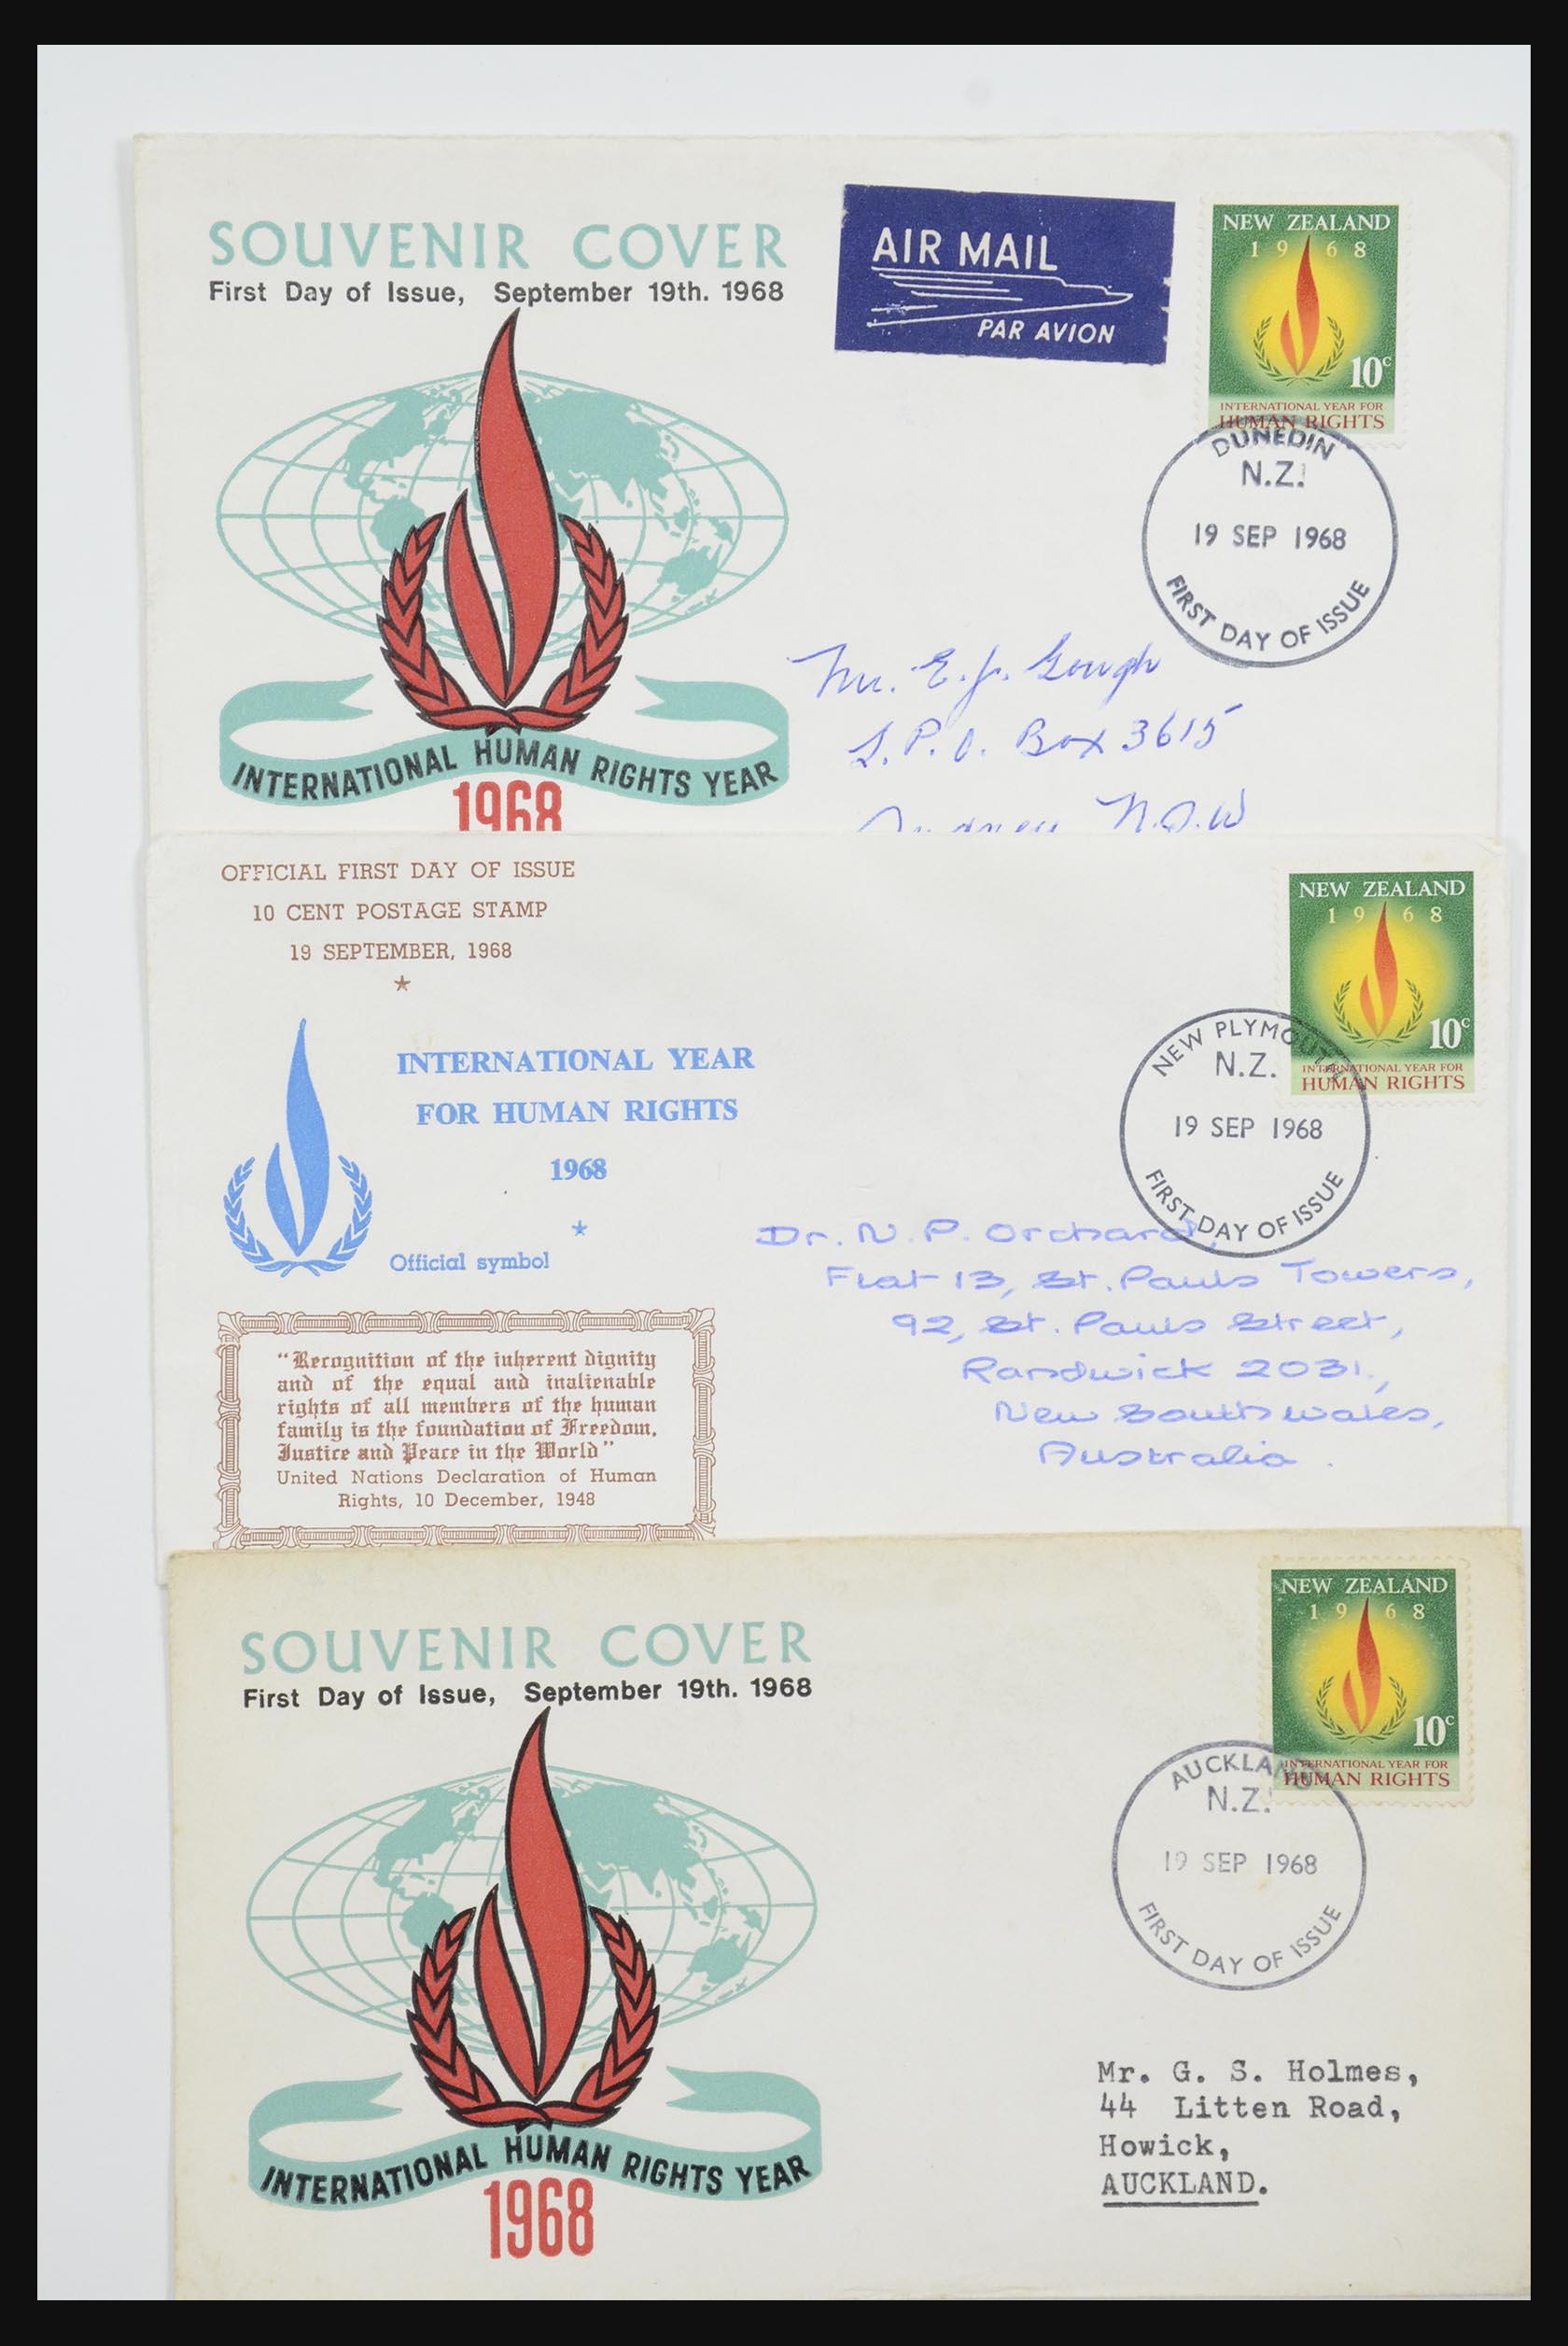 SOUVENIR COVER
First Day of Issue, September 19th. 1968
AIR MAIL
PAR AVION
NEW ZEALAND
1968
10c
INTERNATIONAL YEAR FOR
HUMAN RIGHTS
DUNEDIN
N.Z.
19 SEP 1968
FIRST DAY OF ISSUE
Mr. E. J. Gough
G.P.O. Box 3615
Sydney N.S.W
INTERNATIONAL HUMAN RIGHTS YEAR
1968
OFFICIAL FIRST DAY OF ISSUE
10 CENT POSTAGE STAMP
19 SEPTEMBER, 1968
INTERNATIONAL YEAR
FOR HUMAN RIGHTS
1968
Official symbol
"Recognition of the inherent dignity
and of the equal and inalienable
rights of all members of the human
family is the foundation of Freedom,
Justice and Peace in the World"
United Nations Declaration of Human
Rights, 10 December, 1948
NEW ZEALAND
1968
10c
INTERNATIONAL YEAR FOR
HUMAN RIGHTS
NEW PLYMOUTH
N.Z.
19 SEP 1968
FIRST DAY OF ISSUE
Dr. N. P. Orchard,
Flat 13, St. Pauls Towers,
92, St. Pauls Street,
Randwick 2031,
New South Wales,
Australia.
SOUVENIR COVER
First Day of Issue, September 19th. 1968
NEW ZEALAND
1968
10c
INTERNATIONAL YEAR FOR
HUMAN RIGHTS
AUCKLAND
N.Z.
19 SEP 1968
FIRST DAY OF ISSUE
Mr. G. S. Holmes,
44 Litten Road,
Howick,
AUCKLAND.
INTERNATIONAL HUMAN RIGHTS YEAR
1968